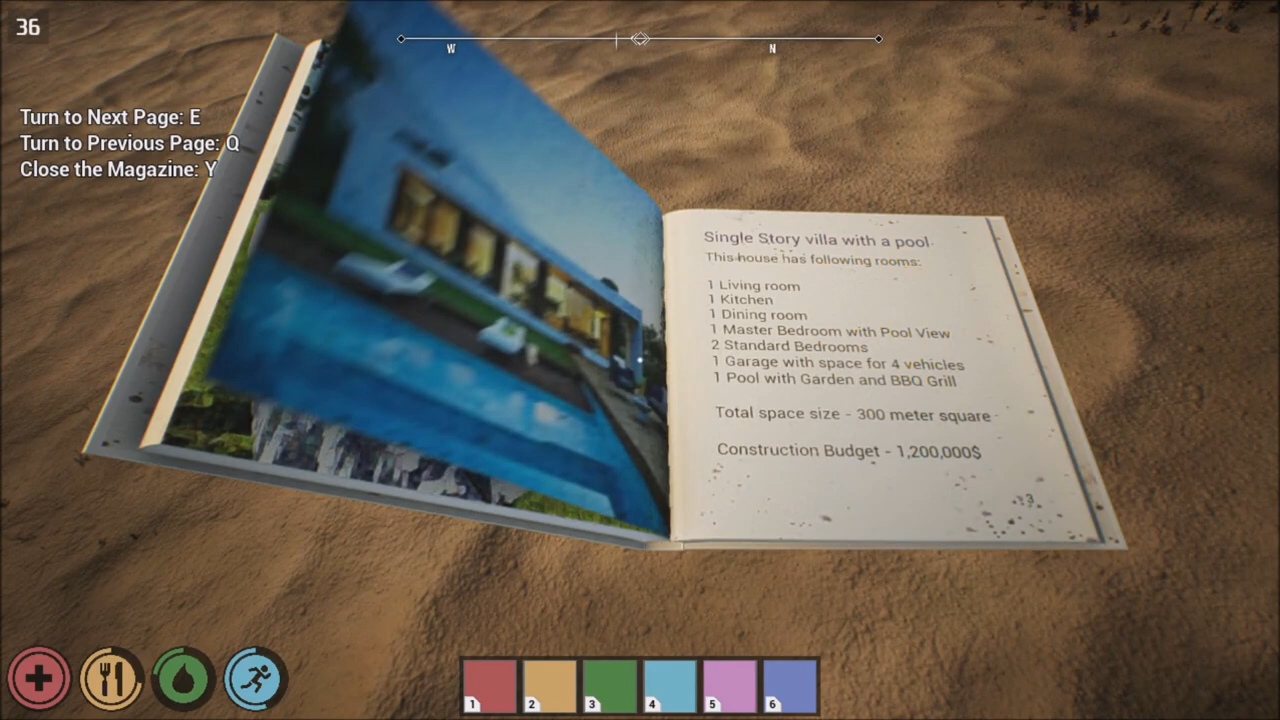 36
W
N
Turn to Next Page: E
Turn to Previous Page: Q
Close the Magazine: Y
Single Story villa with a pool
This house has following rooms:
1 Living room
1 Kitchen
1 Dining room
1 Master Bedroom with Pool View
2 Standard Bedrooms
1 Garage with space for 4 vehicles
1 Pool with Garden and BBQ Grill
Total space size - 300 meter square
Construction Budget - 1,200,000$
3
1
2
3
4
5
6